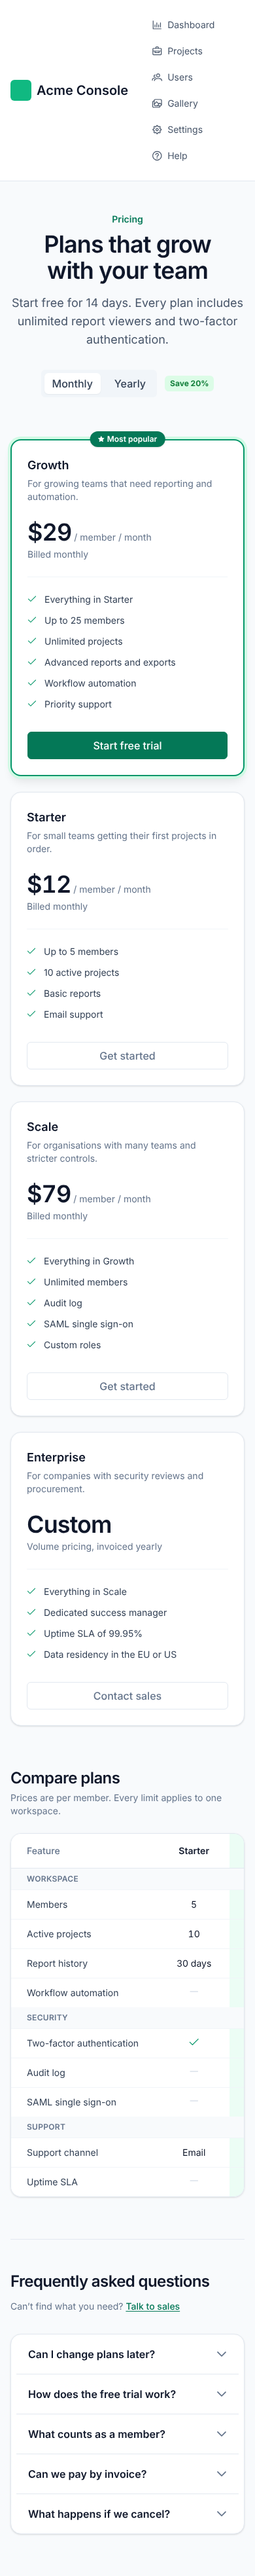 Acme Console
Dashboard
Projects
Users
Gallery
Settings
Help
Pricing
Plans that grow
with your team
Start free for 14 days. Every plan includes
unlimited report viewers and two-factor
authentication.
Monthly Yearly Save 20%
Most popular
Growth
For growing teams that need reporting and
automation.
$29 / member / month
Billed monthly
Everything in Starter
Up to 25 members
Unlimited projects
Advanced reports and exports
Workflow automation
Priority support
Start free trial
Starter
For small teams getting their first projects in
order.
$12 / member / month
Billed monthly
Up to 5 members
10 active projects
Basic reports
Email support
Get started
Scale
For organisations with many teams and
stricter controls.
$79 / member / month
Billed monthly
Everything in Growth
Unlimited members
Audit log
SAML single sign-on
Custom roles
Get started
Enterprise
For companies with security reviews and
procurement.
Custom
Volume pricing, invoiced yearly
Everything in Scale
Dedicated success manager
Uptime SLA of 99.95%
Data residency in the EU or US
Contact sales
Compare plans
Prices are per member. Every limit applies to one
workspace.
Feature Starter
WORKSPACE
Members 5
Active projects 10
Report history 30 days
Workflow automation —
SECURITY
Two-factor authentication
Audit log —
SAML single sign-on —
SUPPORT
Support channel Email
Uptime SLA —
Frequently asked questions
Can't find what you need? Talk to sales
Can I change plans later?
How does the free trial work?
What counts as a member?
Can we pay by invoice?
What happens if we cancel?